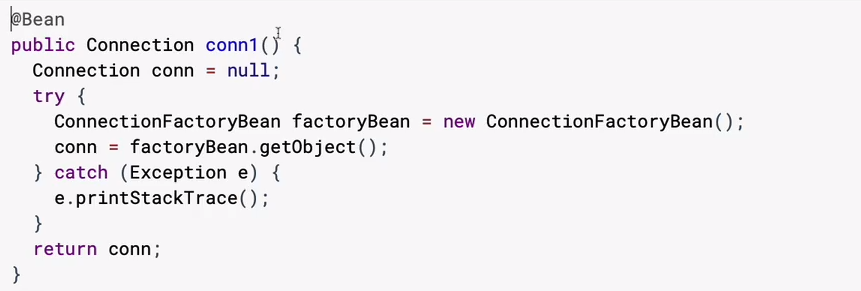 @Bean
public Connection conn1() {
  Connection conn = null;
  try {
    ConnectionFactoryBean factoryBean = new ConnectionFactoryBean();
    conn = factoryBean.getObject();
  } catch (Exception e) {
    e.printStackTrace();
  }
  return conn;
}